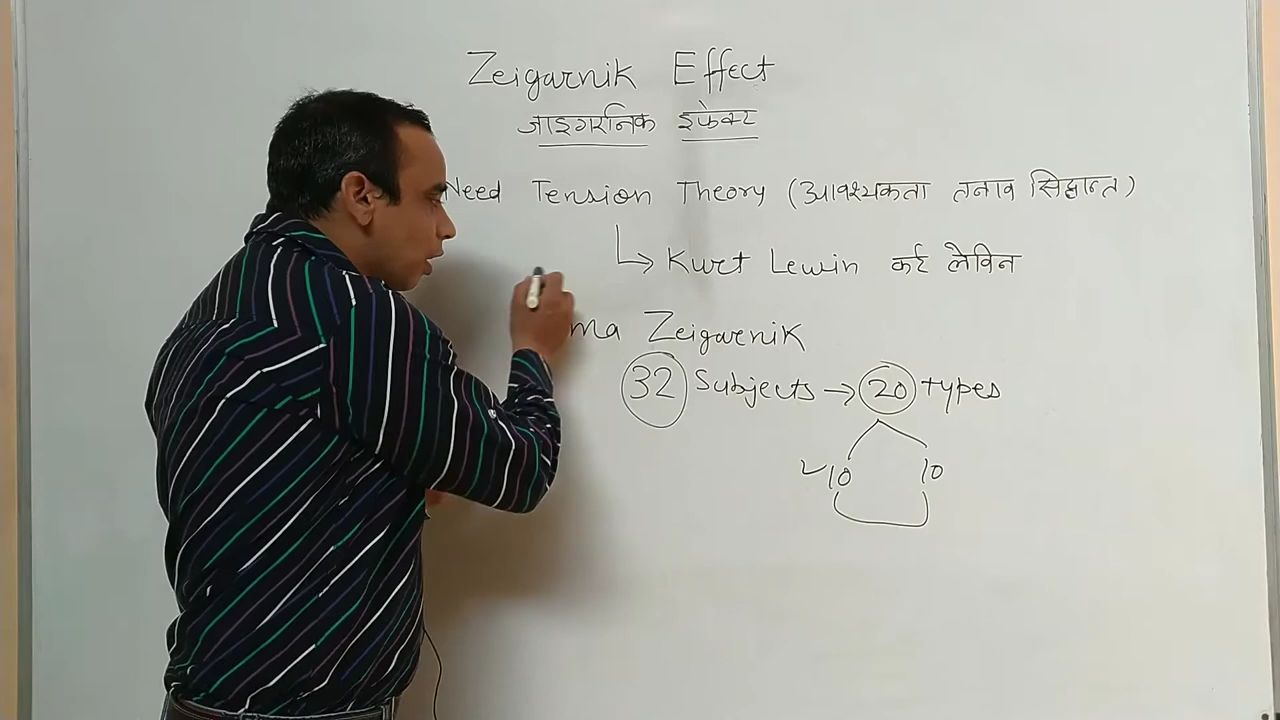 Zeigarnik Effect
जाइगरनिक इफेक्ट
Need Tension Theory (आवश्यकता तनाव सिद्धान्त)
↳ Kurt Lewin कर्ट लेविन
ma Zeigarnik
32 Subjects → 20 types
✓10 10